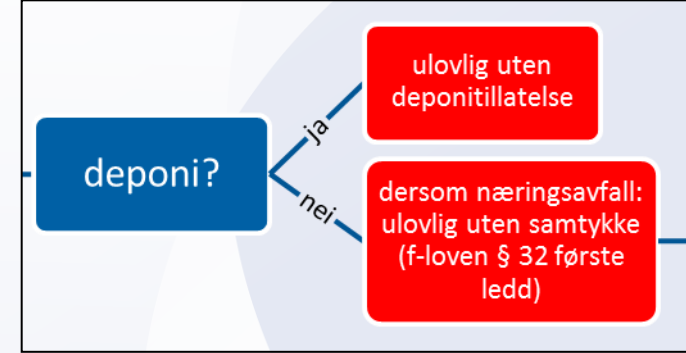 ulovlig uten
deponitillatelse
ja
deponi?
nei
dersom næringsavfall:
ulovlig uten samtykke
(f-loven § 32 første
ledd)